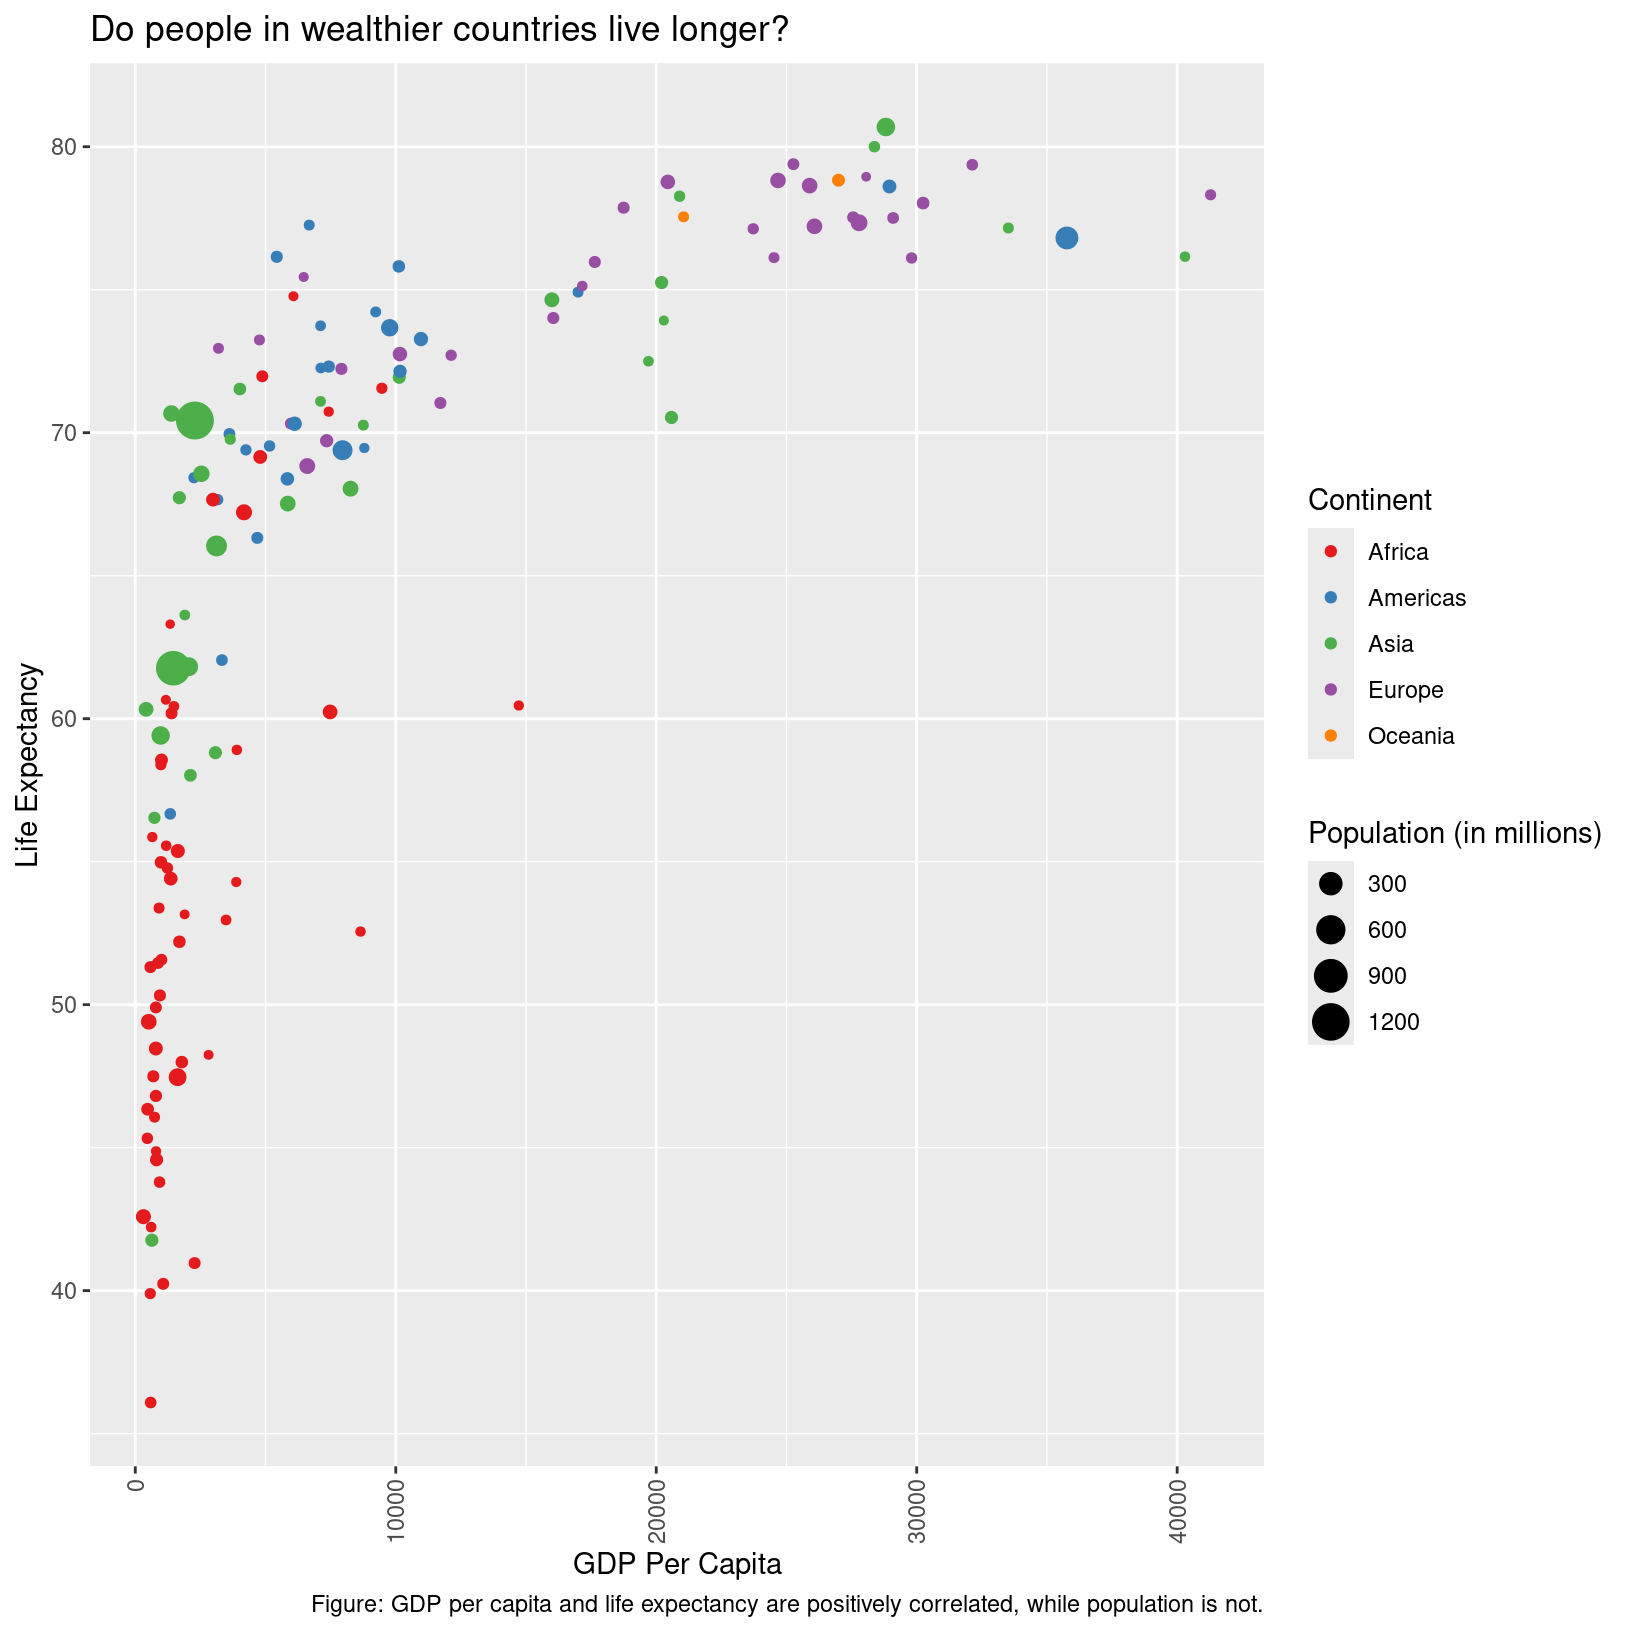 Do people in wealthier countries live longer?
80
70
60
50
40
Life Expectancy
0
10000
20000
30000
40000
GDP Per Capita
Figure: GDP per capita and life expectancy are positively correlated, while population is not.
Continent
Africa
Americas
Asia
Europe
Oceania
Population (in millions)
300
600
900
1200